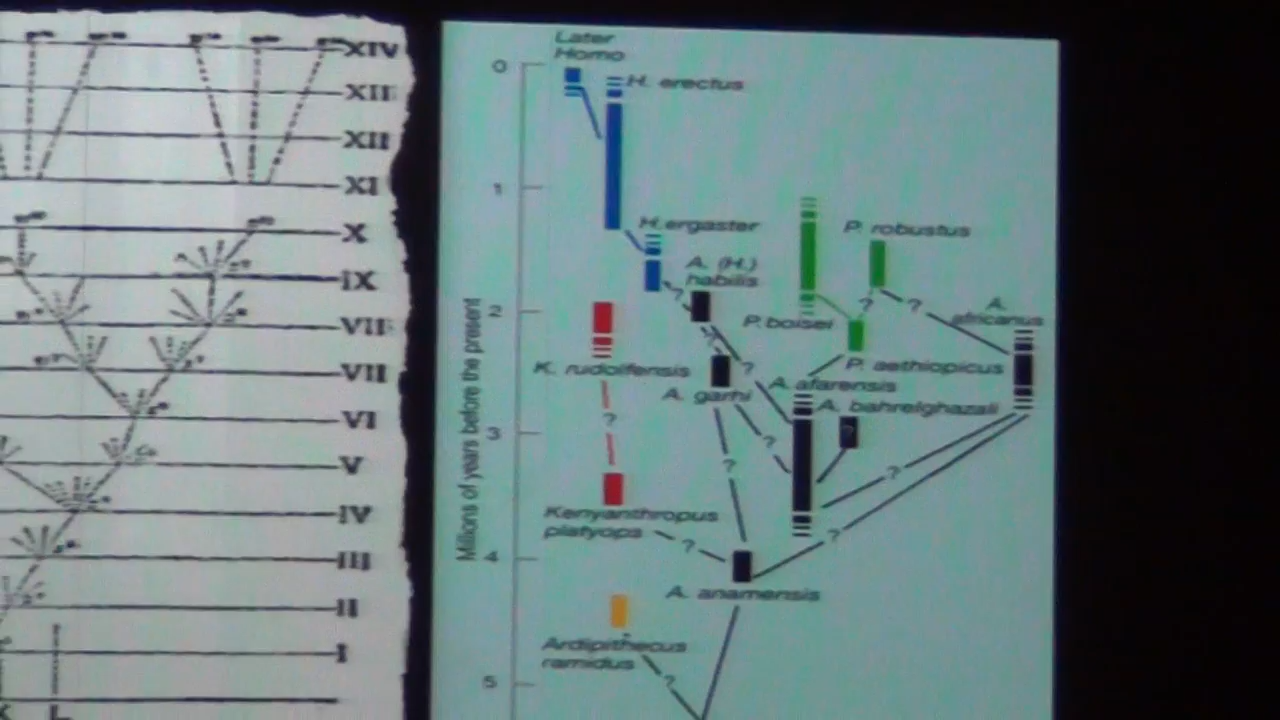 XIV
XII
XII
XI
X
IX
VII
VII
VI
V
IV
III
II
I
Later
Homo
0
H. erectus
1
H.ergaster
P. robustus
A. (H.)
habilis
?
?
?
A.
africanus
2
P.boisei
K. rudolfensis
?
P. aethiopicus
A. garhi
A. afarensis
A. bahrelghazali
?
?
?
3
?
?
Kenyanthropus
platyops
?
?
4
A. anamensis
Ardipithecus
ramidus
?
5
Millions of years before the present